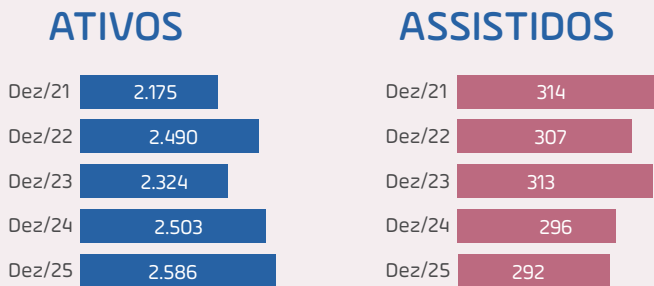 ATIVOS
Dez/21 2.175
Dez/22 2.490
Dez/23 2.324
Dez/24 2.503
Dez/25 2.586
ASSISTIDOS
Dez/21 314
Dez/22 307
Dez/23 313
Dez/24 296
Dez/25 292